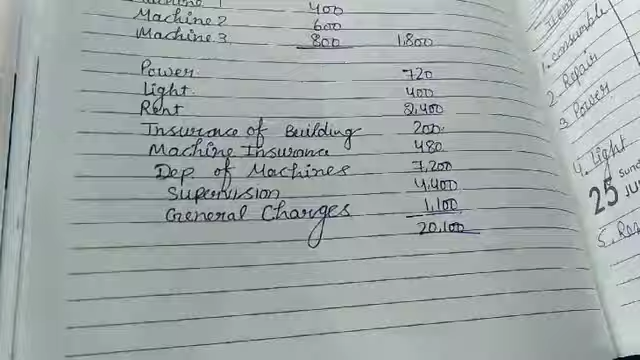 400
Machine 2 600
Machine 3 800 1,800
Power 720
Light 400
Rent 2,400
Insurance of Building 200
Machine Insurance 480
Dep. of Machines 7,200
Supervision 4,400
General Charges 1,100
20,100
1. consumable
2. Repair
3 Power
4. Light
25 JU